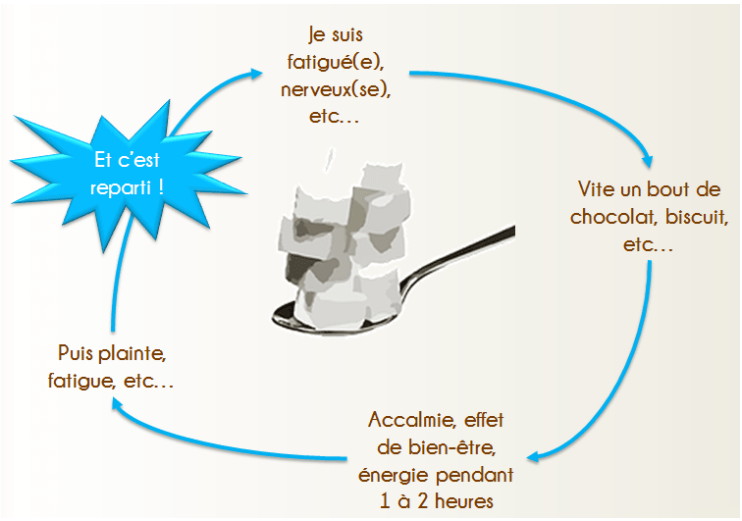 Je suis
fatigué(e),
nerveux(se),
etc...
Vite un bout de
chocolat, biscuit,
etc...
Accalmie, effet
de bien-être,
énergie pendant
1 à 2 heures
Puis plainte,
fatigue, etc...
Et c'est
reparti !